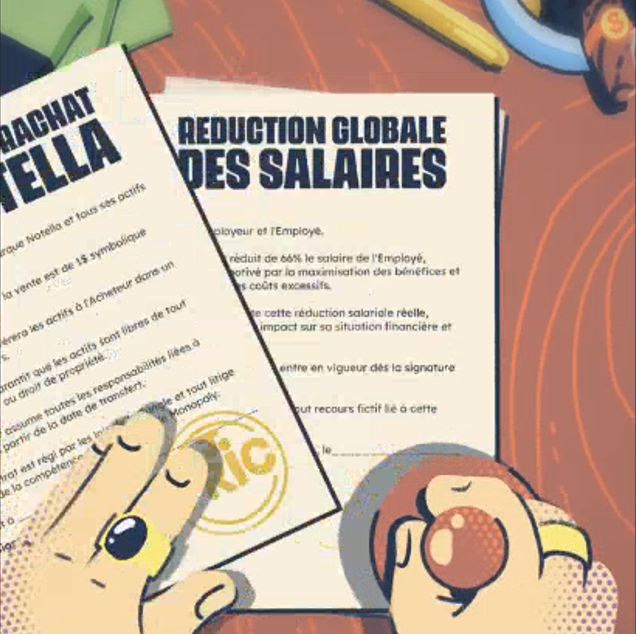 RACHAT
TELLA
rque Notella et tous ses actifs
la vente est de 1$ symbolique
érera les actifs à l'Acheteur dans un
s.
arantit que les actifs sont libres de tout
ou droit de propriété.
assume toutes les responsabilités liées à
partir de la date de transfert.
trat est régi par les et tout litige
de la compétence Monopoly.
t à
Ric
REDUCTION GLOBALE
DES SALAIRES
ployeur et l'Employé.
réduit de 66% le salaire de l'Employé,
otivé par la maximisation des bénéfices et
s coûts excessifs.
te cette réduction salariale réelle,
impact sur sa situation financière et
entre en vigueur dès la signature
out recours fictif lié à cette
, le